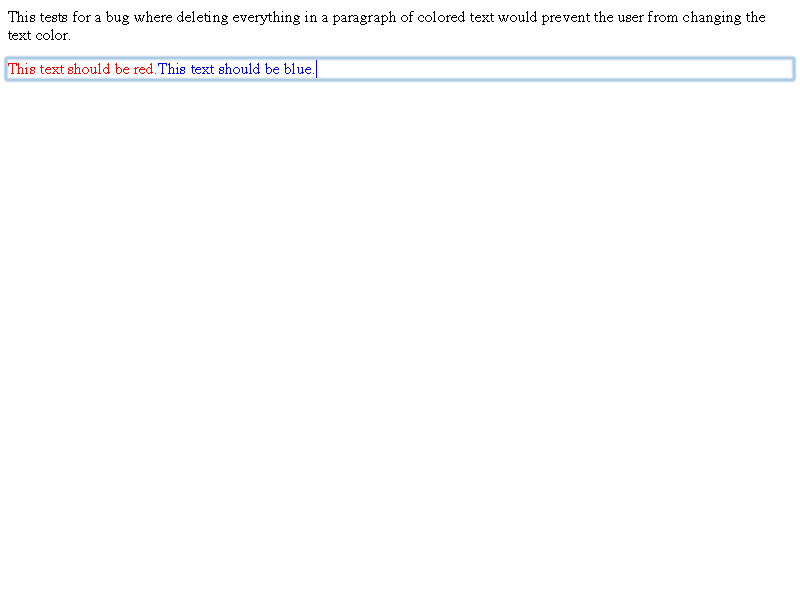 This tests for a bug where deleting everything in a paragraph of colored text would prevent the user from changing the
text color.
This text should be red.This text should be blue.